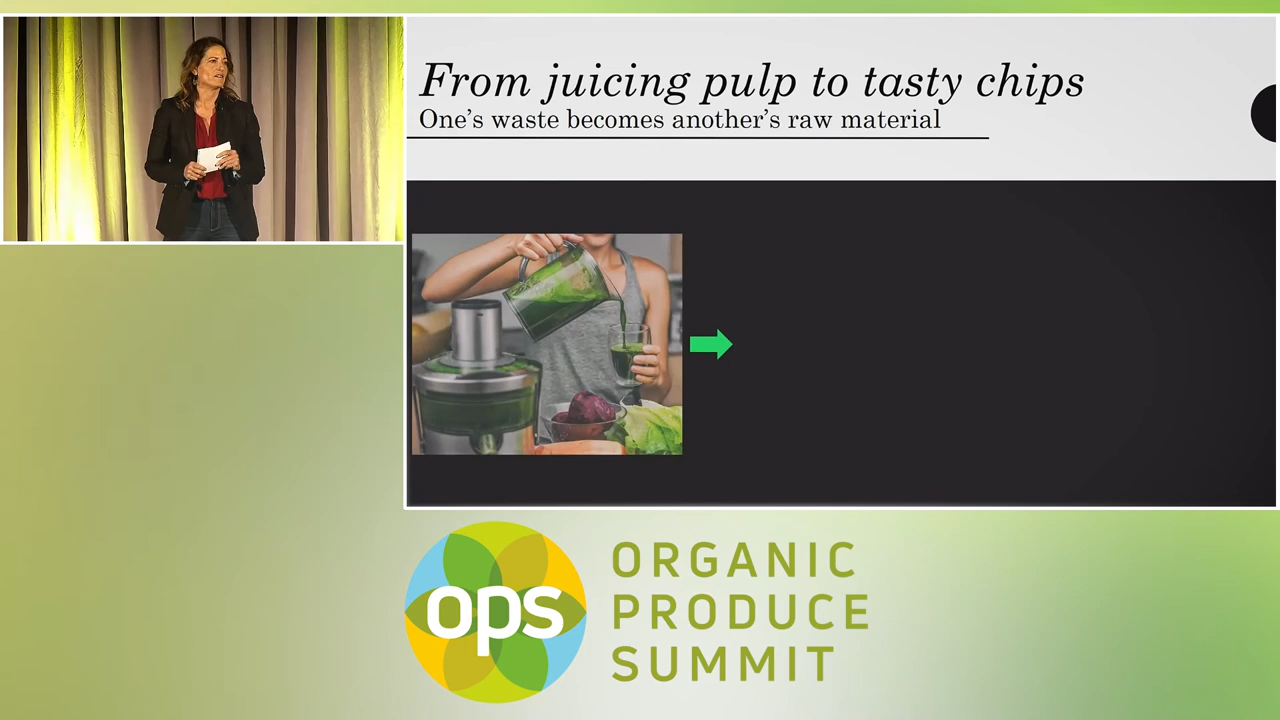 From juicing pulp to tasty chips
One's waste becomes another's raw material
ops
ORGANIC
PRODUCE
SUMMIT